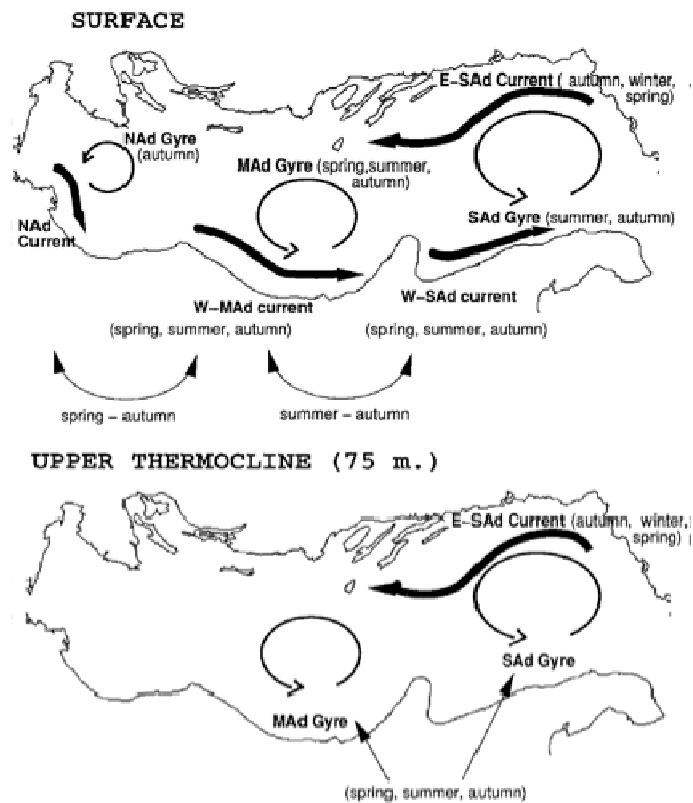 SURFACE
E-SAd Current ( autumn, winter,
spring)
NAd Gyre
(autumn)
MAd Gyre (spring,summer,
autumn)
SAd Gyre (summer, autumn)
NAd
Current
W-MAd current
(spring, summer, autumn)
W-SAd current
(spring, summer, autumn)
spring - autumn
summer - autumn
UPPER THERMOCLINE (75 m.)
E-SAd Current (autumn, winter,
spring)
SAd Gyre
MAd Gyre
(spring, summer, autumn)